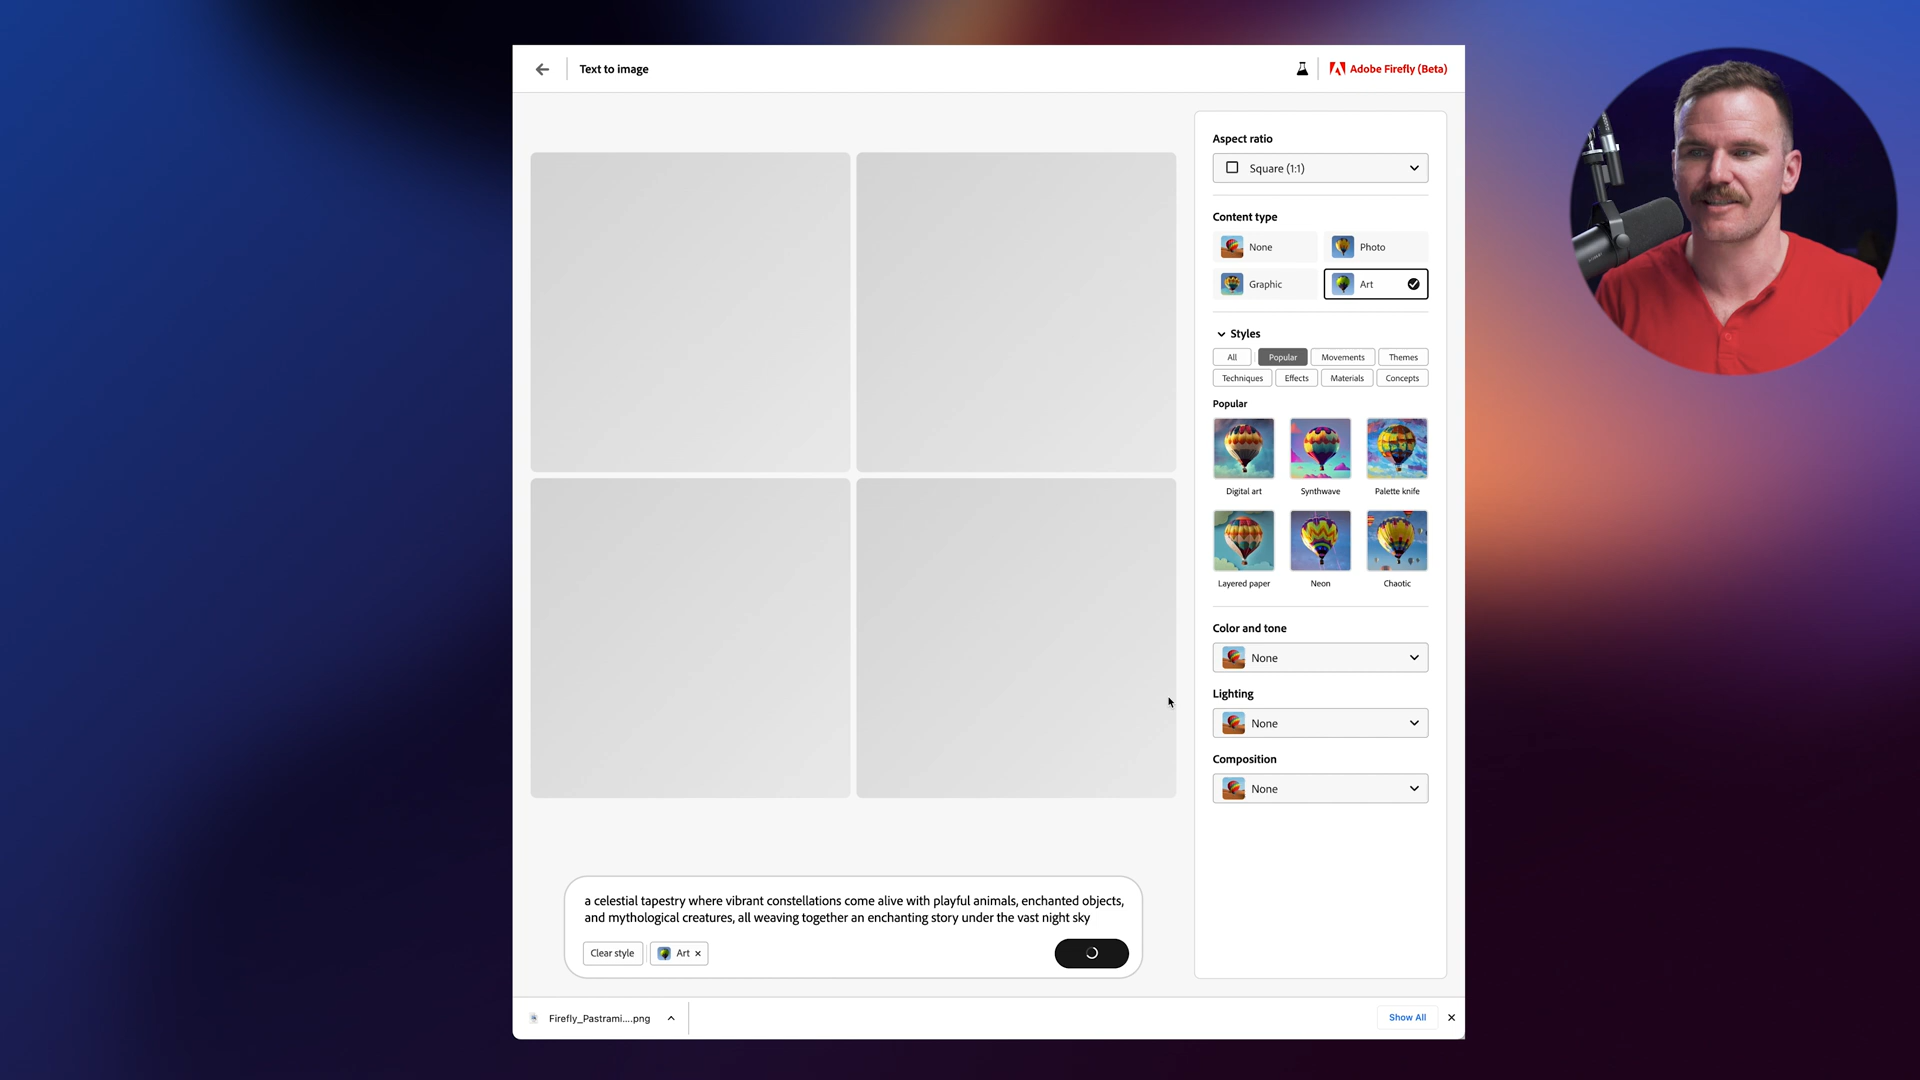 Text to image
Adobe Firefly (Beta)
Aspect ratio
Square (1:1)
Content type
None
Photo
Graphic
Art
Styles
All
Popular
Movements
Themes
Techniques
Effects
Materials
Concepts
Popular
Digital art
Synthwave
Palette knife
Layered paper
Neon
Chaotic
Color and tone
None
Lighting
None
Composition
None
a celestial tapestry where vibrant constellations come alive with playful animals, enchanted objects,
and mythological creatures, all weaving together an enchanting story under the vast night sky
Clear style
Art
Firefly_Pastrami....png
Show All